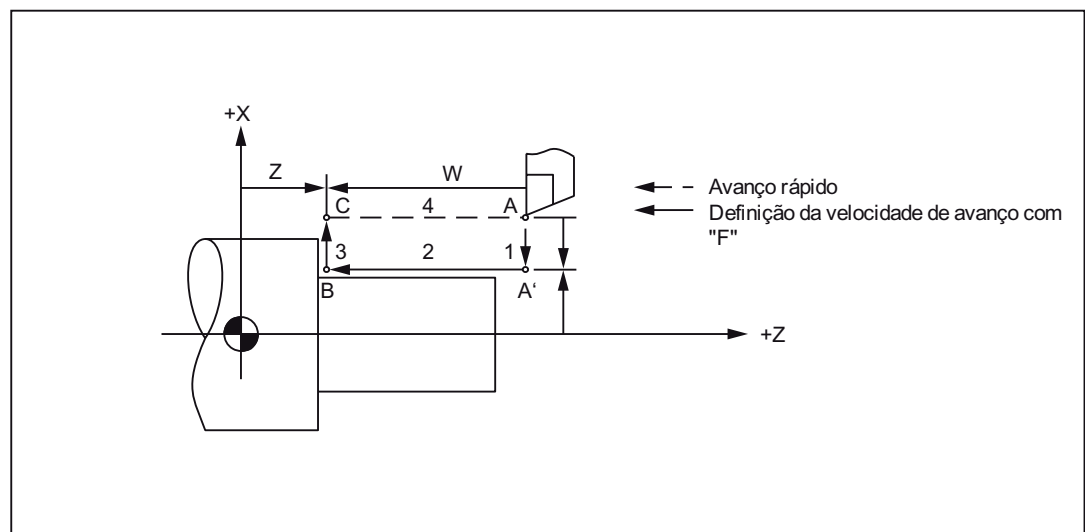 +X
Z
W
C
4
A
Avanço rápido
Definição da velocidade de avanço com
"F"
3
2
1
B
A'
+Z